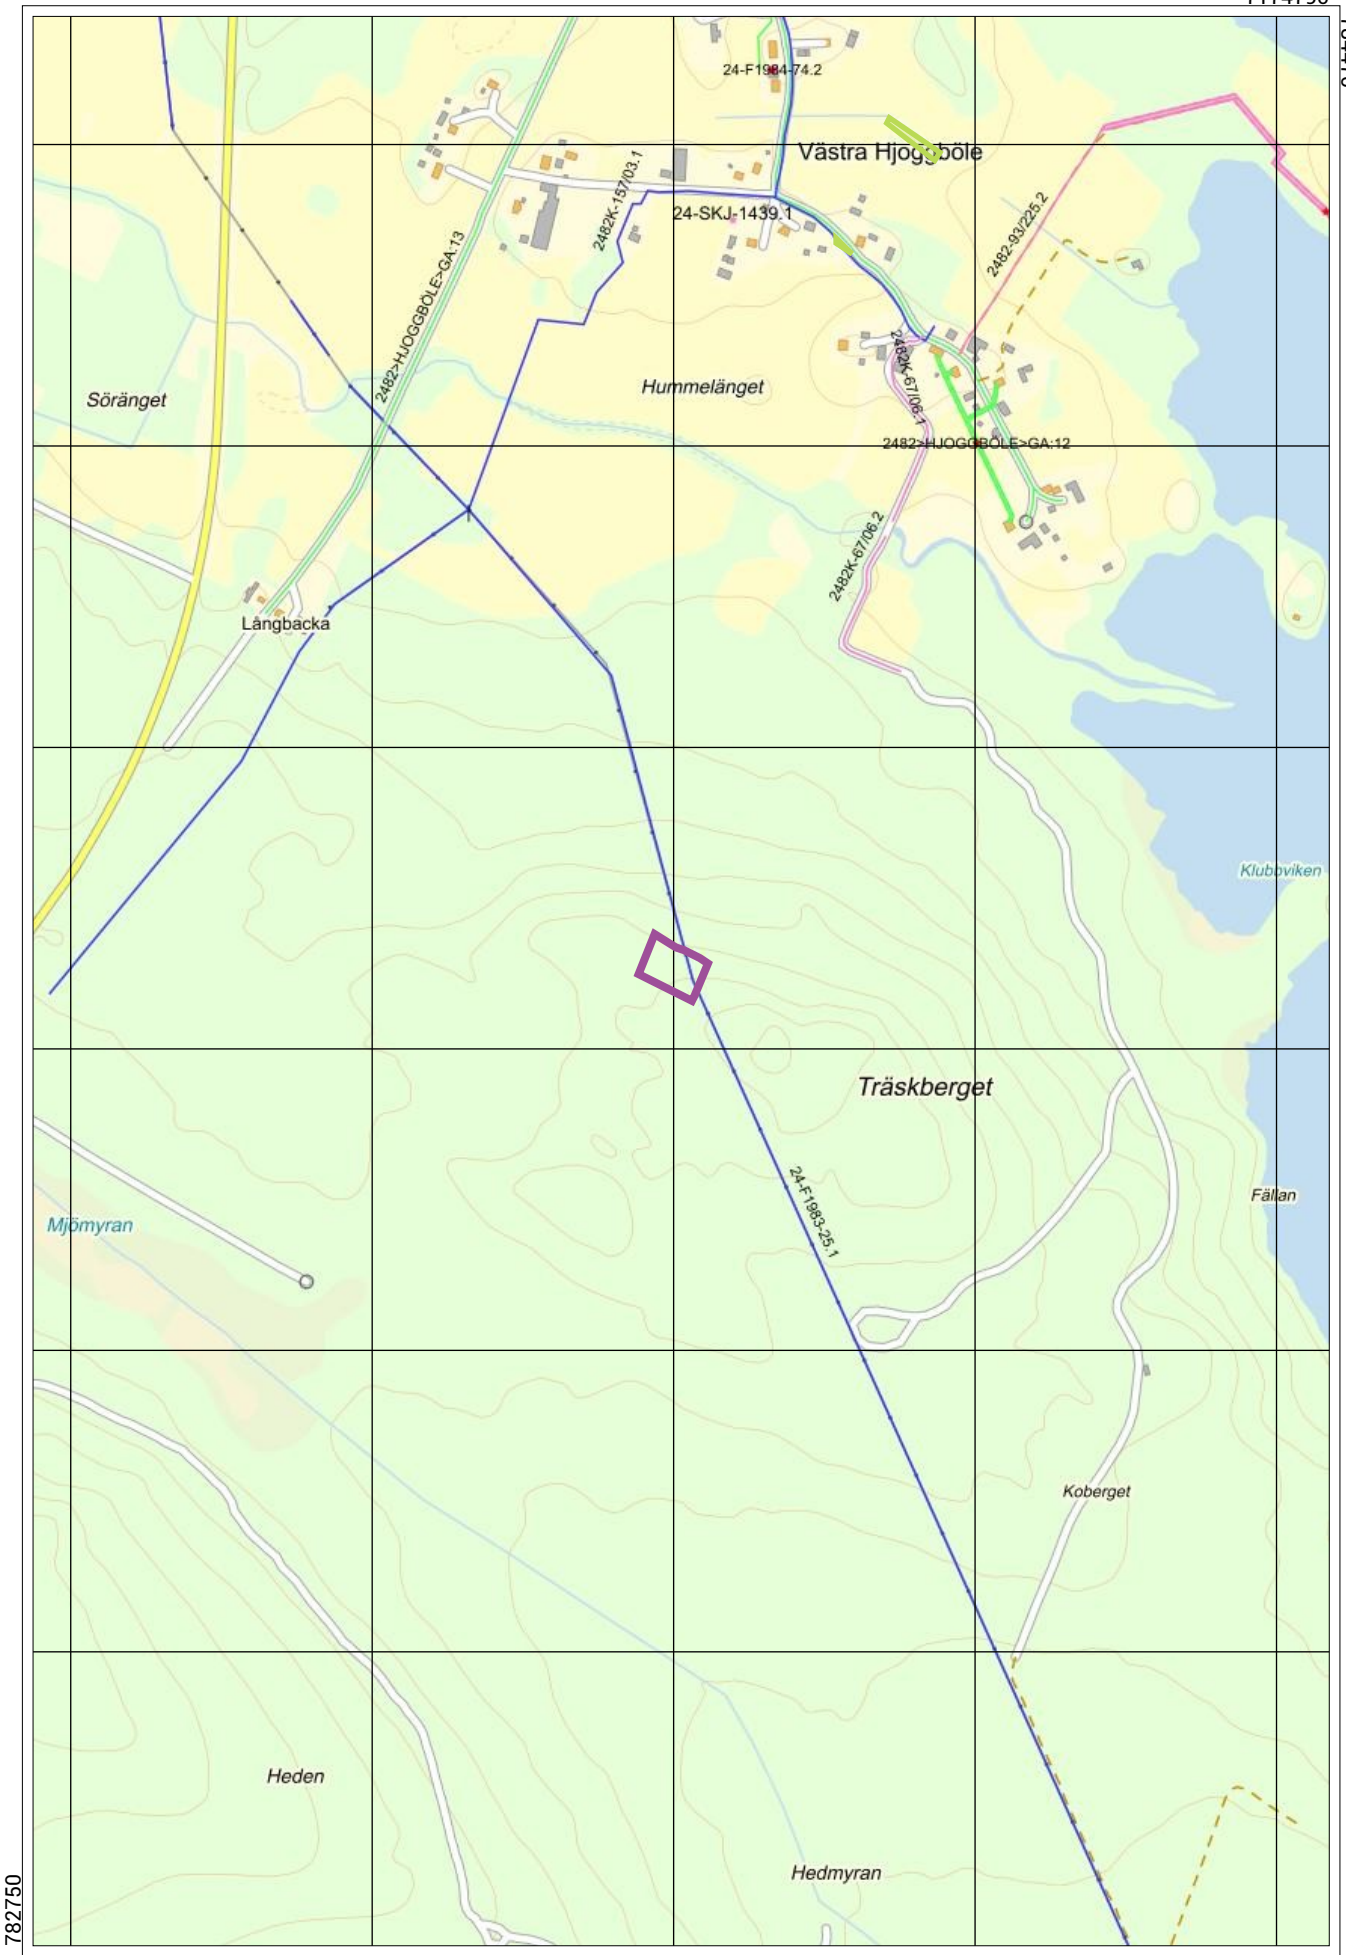 24-F1984-74.2
Västra Hjoggböle
2482K-157/03.1
24-SKJ-1439.1
2482-93/225.2
2482>HJOGGBÖLE>GA:13
Söränget
Hummelänget
2482K-67/06.1
2482>HJOGGBÖLE>GA:12
2482K-67/06.2
Långbacka
Klubbviken
Träskberget
24-F1983-25.1
Fällan
Mjömyran
Koberget
Heden
Hedmyran
782750